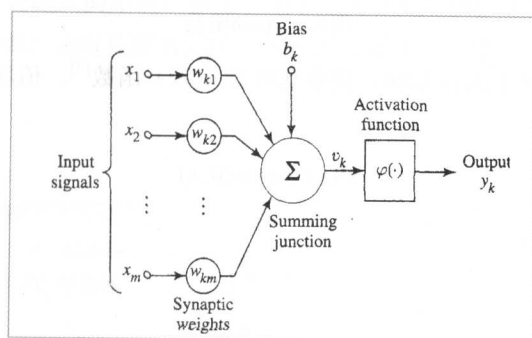 Bias
b_k
x_1
w_k1
Activation
function
x_2
w_k2
Input
signals
Σ
v_k
φ(·)
Output
y_k
Summing
junction
x_m
w_km
Synaptic
weights